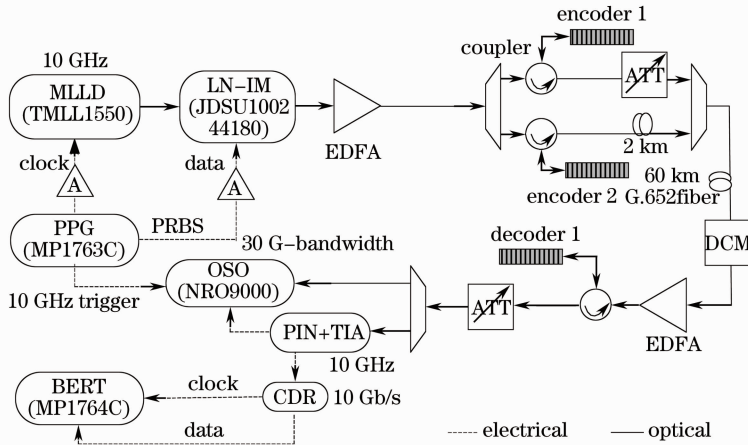 encoder 1
10 GHz
coupler
MLLD
(TMLL1550)
LN-IM
(JDSU1002
44180)
ATT
EDFA
2 km
clock
data
A
A
encoder 2
60 km
G.652fiber
PPG
(MP1763C)
PRBS
30 G-bandwidth
decoder 1
DCM
OSO
(NRO9000)
10 GHz trigger
ATT
PIN+TIA
EDFA
10 GHz
BERT
(MP1764C)
clock
CDR
10 Gb/s
data
electrical
optical